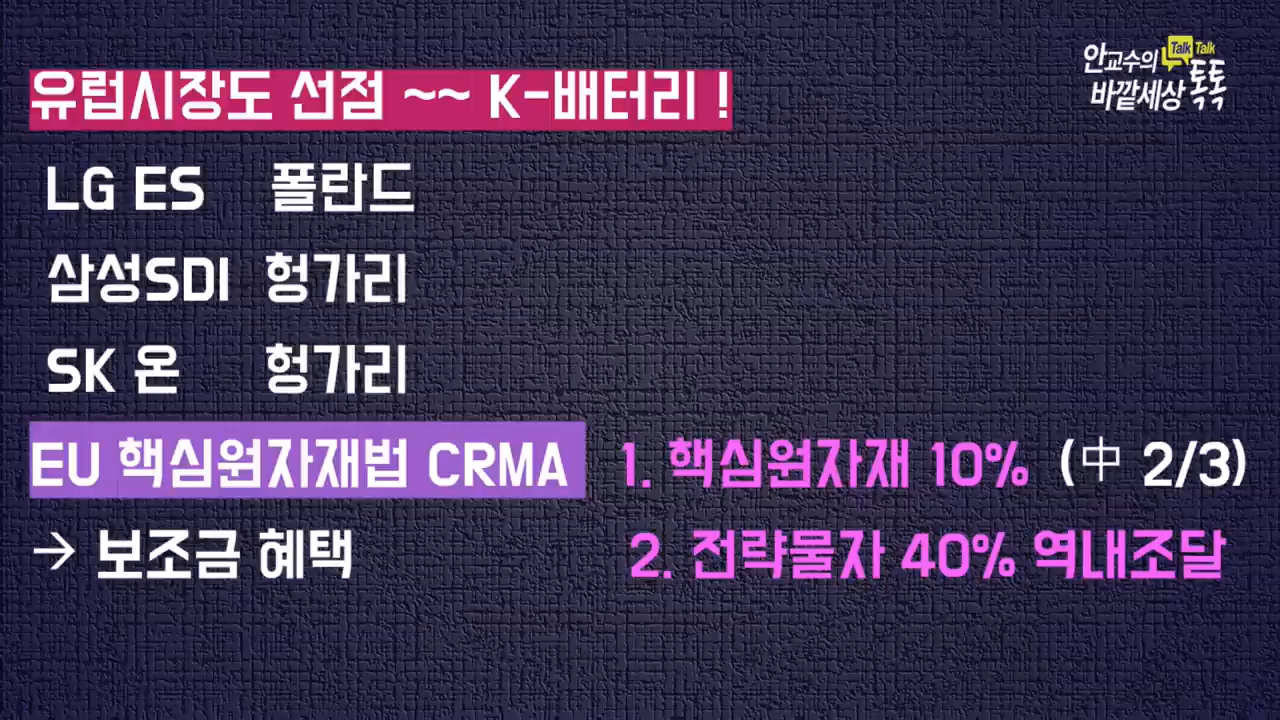 안교수의 Talk Talk
바깥세상 톡톡
유럽시장도 선점 ~~ K-배터리 !
LG ES 폴란드
삼성SDI 헝가리
SK 온 헝가리
EU 핵심원자재법 CRMA 1. 핵심원자재 10% (中 2/3)
→ 보조금 혜택 2. 전략물자 40% 역내조달